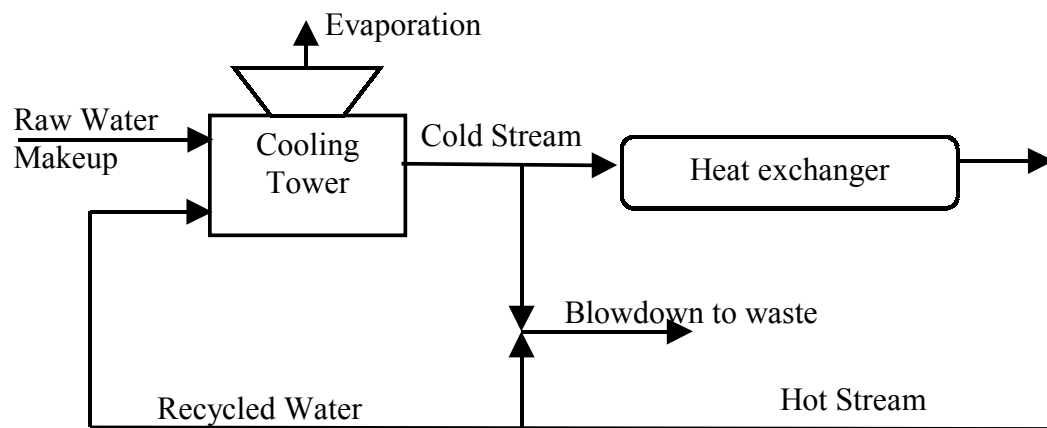 Evaporation
Raw Water
Makeup
Cooling
Tower
Cold Stream
Heat exchanger
Blowdown to waste
Recycled Water
Hot Stream